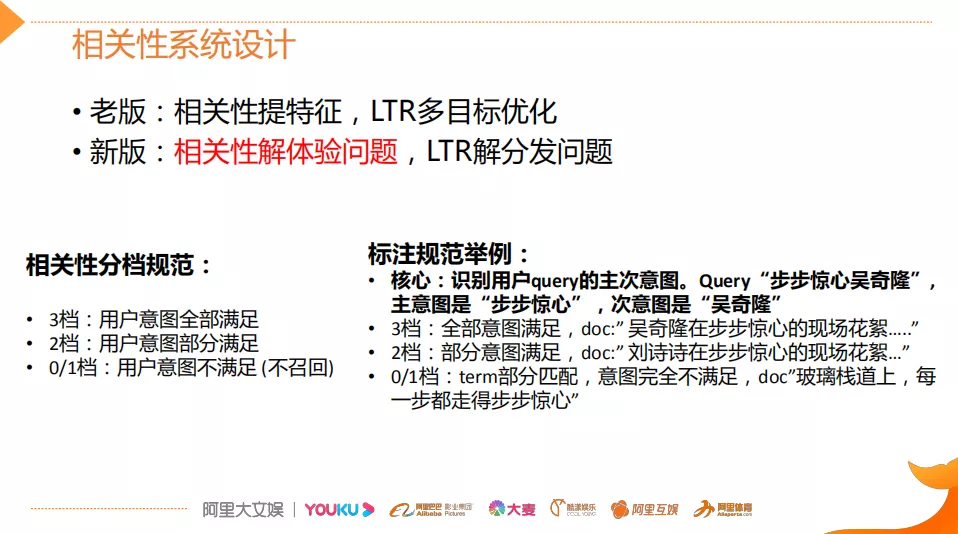 相关性系统设计
• 老版：相关性提特征，LTR多目标优化
• 新版：相关性解体验问题，LTR解分发问题
相关性分档规范：
• 3档：用户意图全部满足
• 2档：用户意图部分满足
• 0/1档：用户意图不满足 (不召回)
标注规范举例：
• 核心：识别用户query的主次意图。Query“步步惊心吴奇隆”，
主意图是“步步惊心”，次意图是“吴奇隆”
• 3档：全部意图满足，doc:” 吴奇隆在步步惊心的现场花絮…..”
• 2档：部分意图满足，doc:” 刘诗诗在步步惊心的现场花絮…”
• 0/1档：term部分匹配，意图完全不满足，doc”玻璃栈道上，每
一步都走得步步惊心”
阿里大文娱 | YOUKU 阿里巴巴 影业集团 Alibaba Pictures 大麦 酷漾娱乐 阿里互娱 阿里体育 Alisports.com